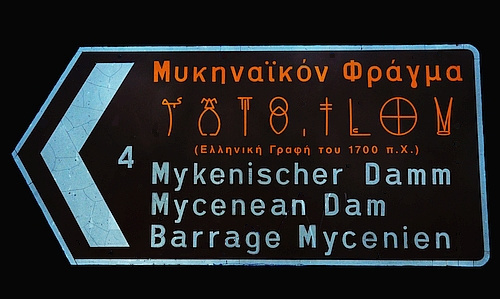 Μυκηναϊκόν Φράγμα
(Ελληνική Γραφή του 1700 π.Χ.)
4
Mykenischer Damm
Mycenean Dam
Barrage Mycenien